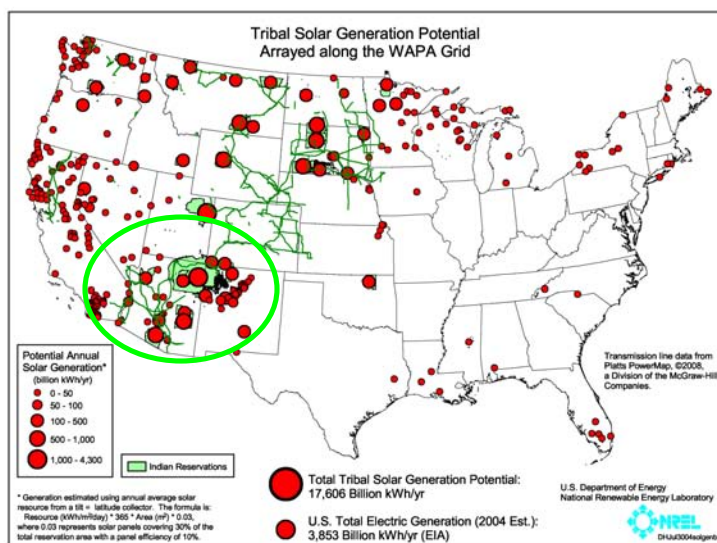 Tribal Solar Generation Potential
Arrayed along the WAPA Grid
Potential Annual
Solar Generation*
(billion kWh/yr)
0 - 50
50 - 100
100 - 500
500 - 1,000
1,000 - 4,300
Indian Reservations
* Generation estimated using annual average solar
resource from a tilt = latitude collector. The formula is:
Resource (kWh/m²/day) * 365 * Area (m²) * 0.03,
where 0.03 represents solar panels covering 30% of the
total reservation area with a panel efficiency of 10%.
Total Tribal Solar Generation Potential:
17,606 Billion kWh/yr
U.S. Total Electric Generation (2004 Est.):
3,853 Billion kWh/yr (EIA)
Transmission line data from
Platts PowerMap, ©2008,
a Division of the McGraw-Hill
Companies.
U.S. Department of Energy
National Renewable Energy Laboratory
NREL